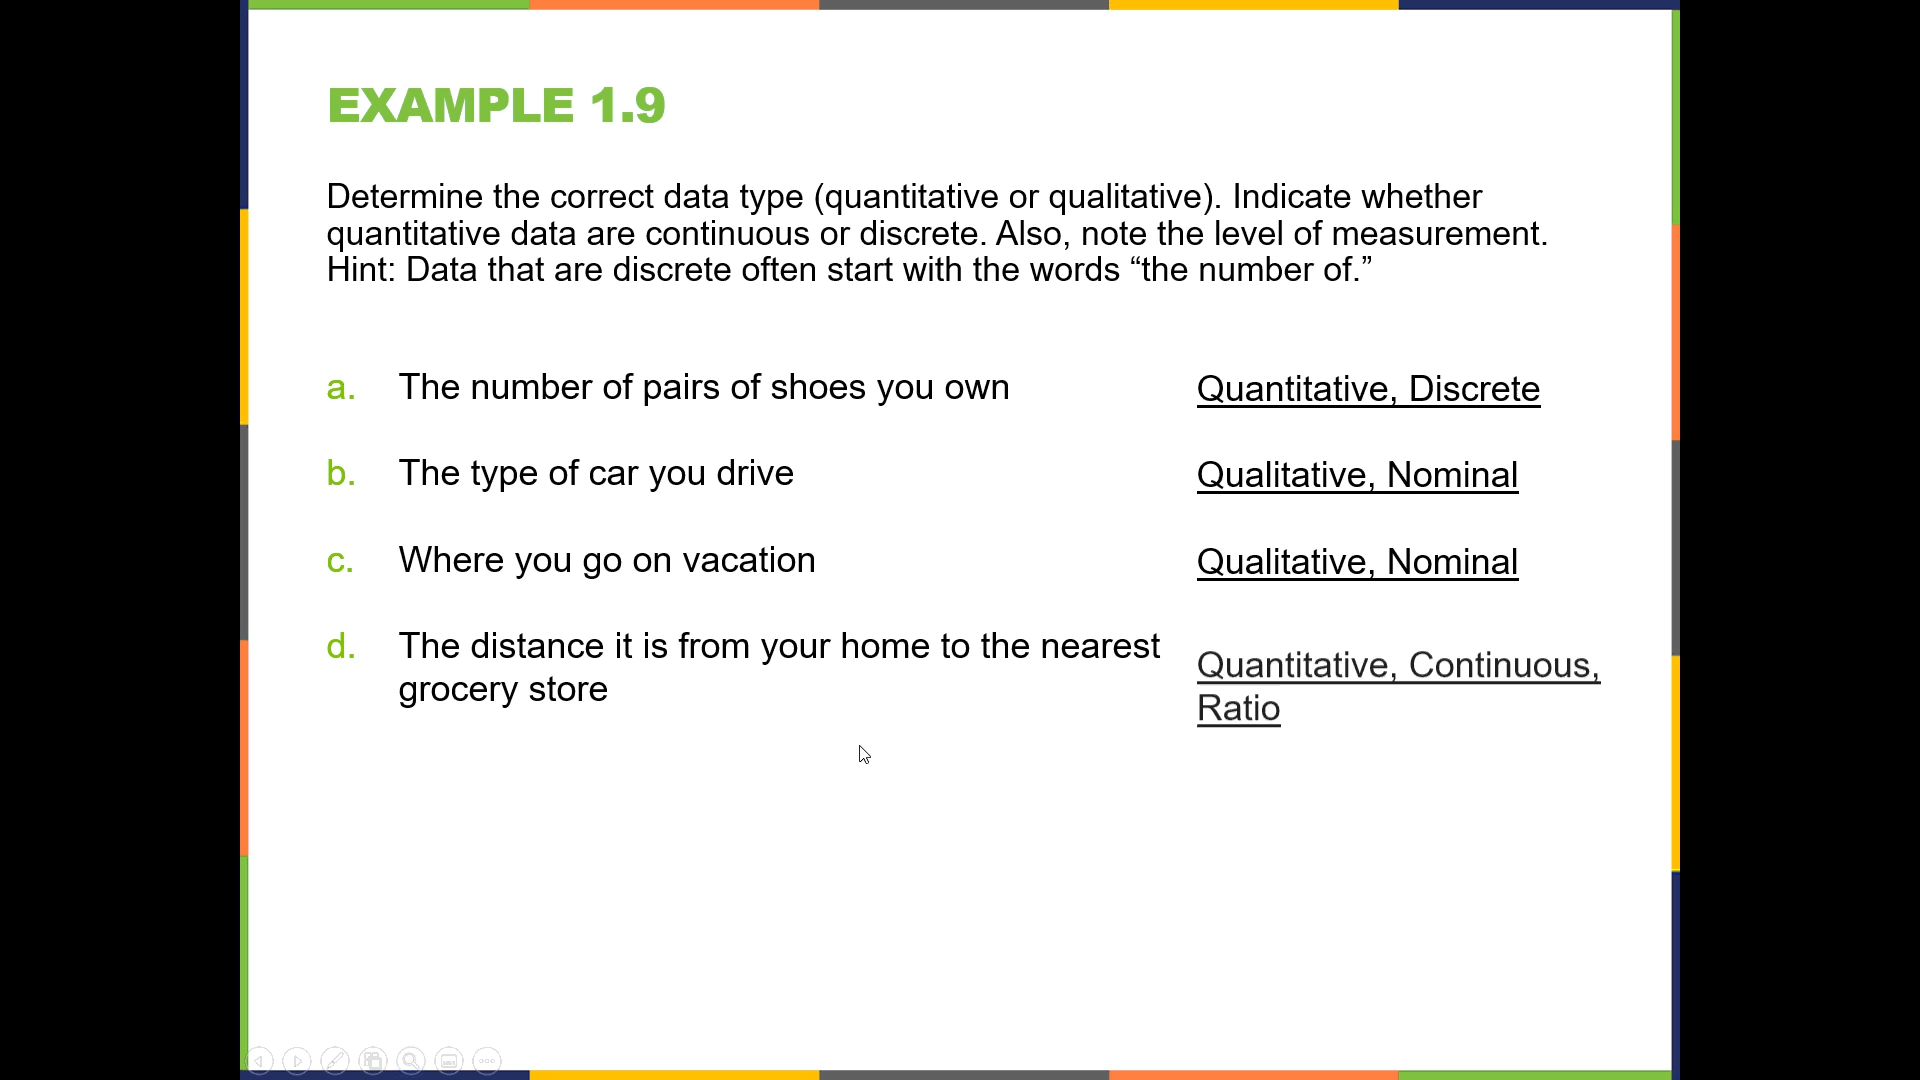 EXAMPLE 1.9
Determine the correct data type (quantitative or qualitative). Indicate whether
quantitative data are continuous or discrete. Also, note the level of measurement.
Hint: Data that are discrete often start with the words “the number of.”
a. The number of pairs of shoes you own Quantitative, Discrete
b. The type of car you drive Qualitative, Nominal
c. Where you go on vacation Qualitative, Nominal
d. The distance it is from your home to the nearest
grocery store
Quantitative, Continuous,
Ratio